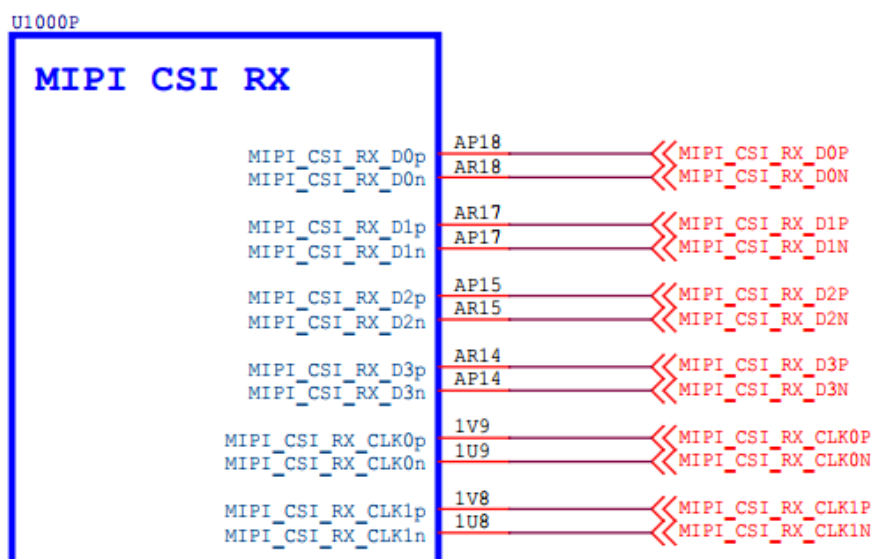 U1000P
MIPI CSI RX
MIPI_CSI_RX_D0p AP18 MIPI_CSI_RX_D0P
MIPI_CSI_RX_D0n AR18 MIPI_CSI_RX_D0N
MIPI_CSI_RX_D1p AR17 MIPI_CSI_RX_D1P
MIPI_CSI_RX_D1n AP17 MIPI_CSI_RX_D1N
MIPI_CSI_RX_D2p AP15 MIPI_CSI_RX_D2P
MIPI_CSI_RX_D2n AR15 MIPI_CSI_RX_D2N
MIPI_CSI_RX_D3p AR14 MIPI_CSI_RX_D3P
MIPI_CSI_RX_D3n AP14 MIPI_CSI_RX_D3N
MIPI_CSI_RX_CLK0p 1V9 MIPI_CSI_RX_CLK0P
MIPI_CSI_RX_CLK0n 1U9 MIPI_CSI_RX_CLK0N
MIPI_CSI_RX_CLK1p 1V8 MIPI_CSI_RX_CLK1P
MIPI_CSI_RX_CLK1n 1U8 MIPI_CSI_RX_CLK1N